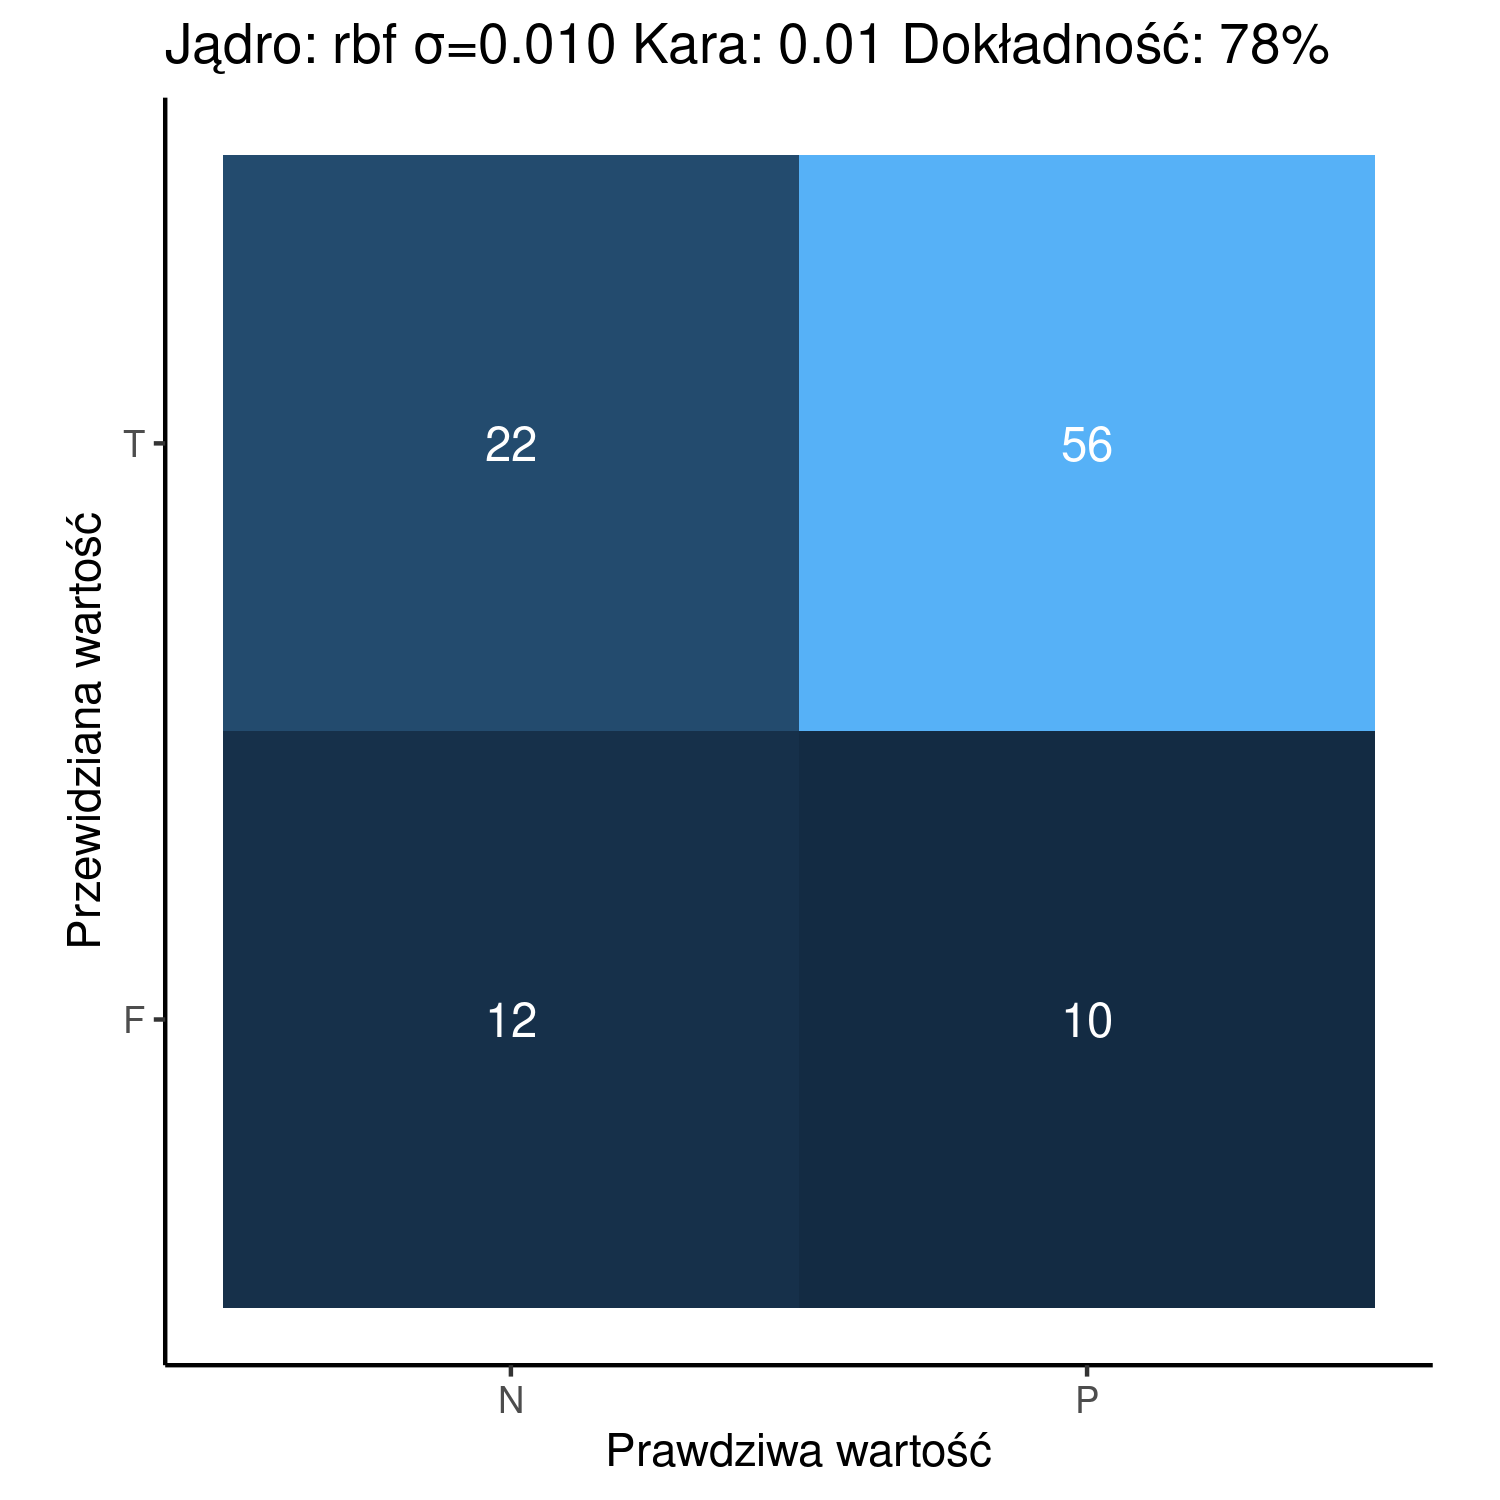 Jądro: rbf σ=0.010 Kara: 0.01 Dokładność: 78%
Przewidziana wartość
T
22
56
F
12
10
N
P
Prawdziwa wartość